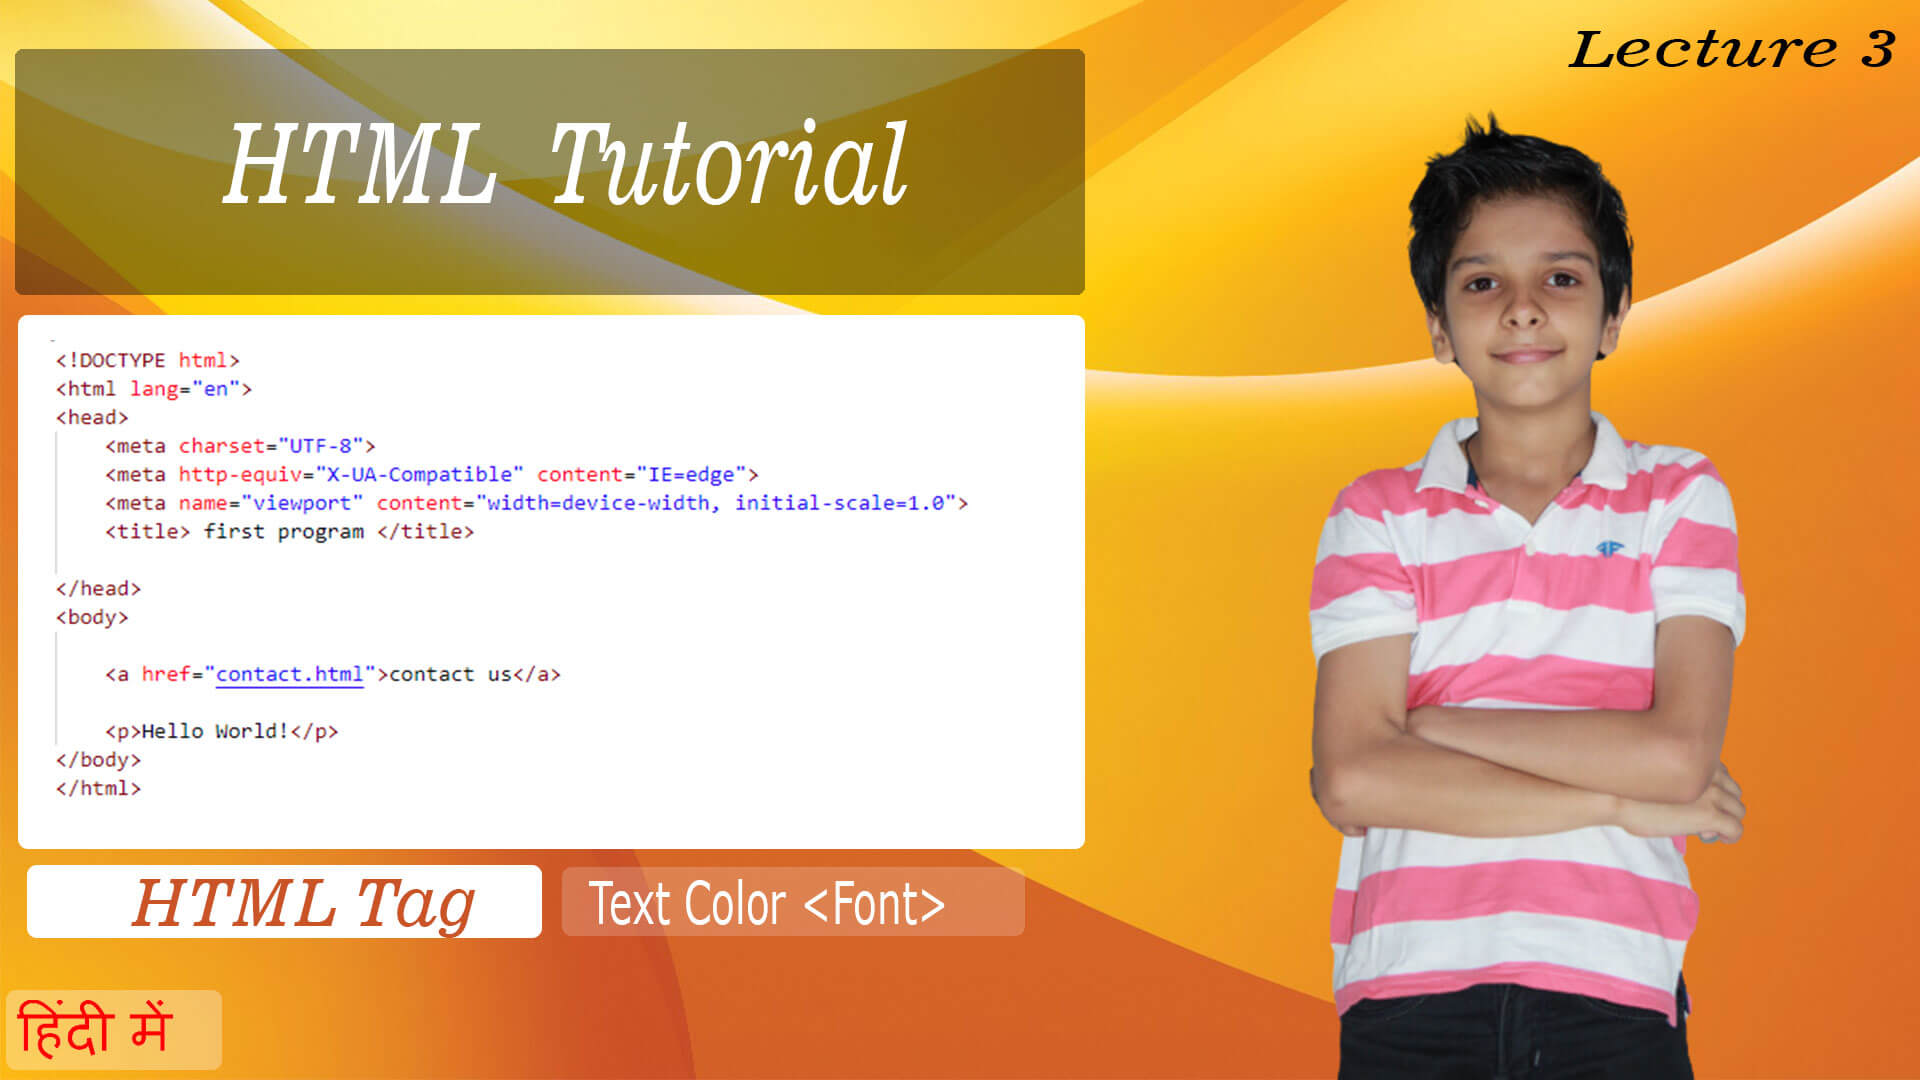 Lecture 3
HTML Tutorial
<!DOCTYPE html>
<html lang="en">
<head>
<meta charset="UTF-8">
<meta http-equiv="X-UA-Compatible" content="IE=edge">
<meta name="viewport" content="width=device-width, initial-scale=1.0">
<title> first program </title>
</head>
<body>
<a href="contact.html">contact us</a>
<p>Hello World!</p>
</body>
</html>
HTML Tag
Text Color <Font>
हिंदी में